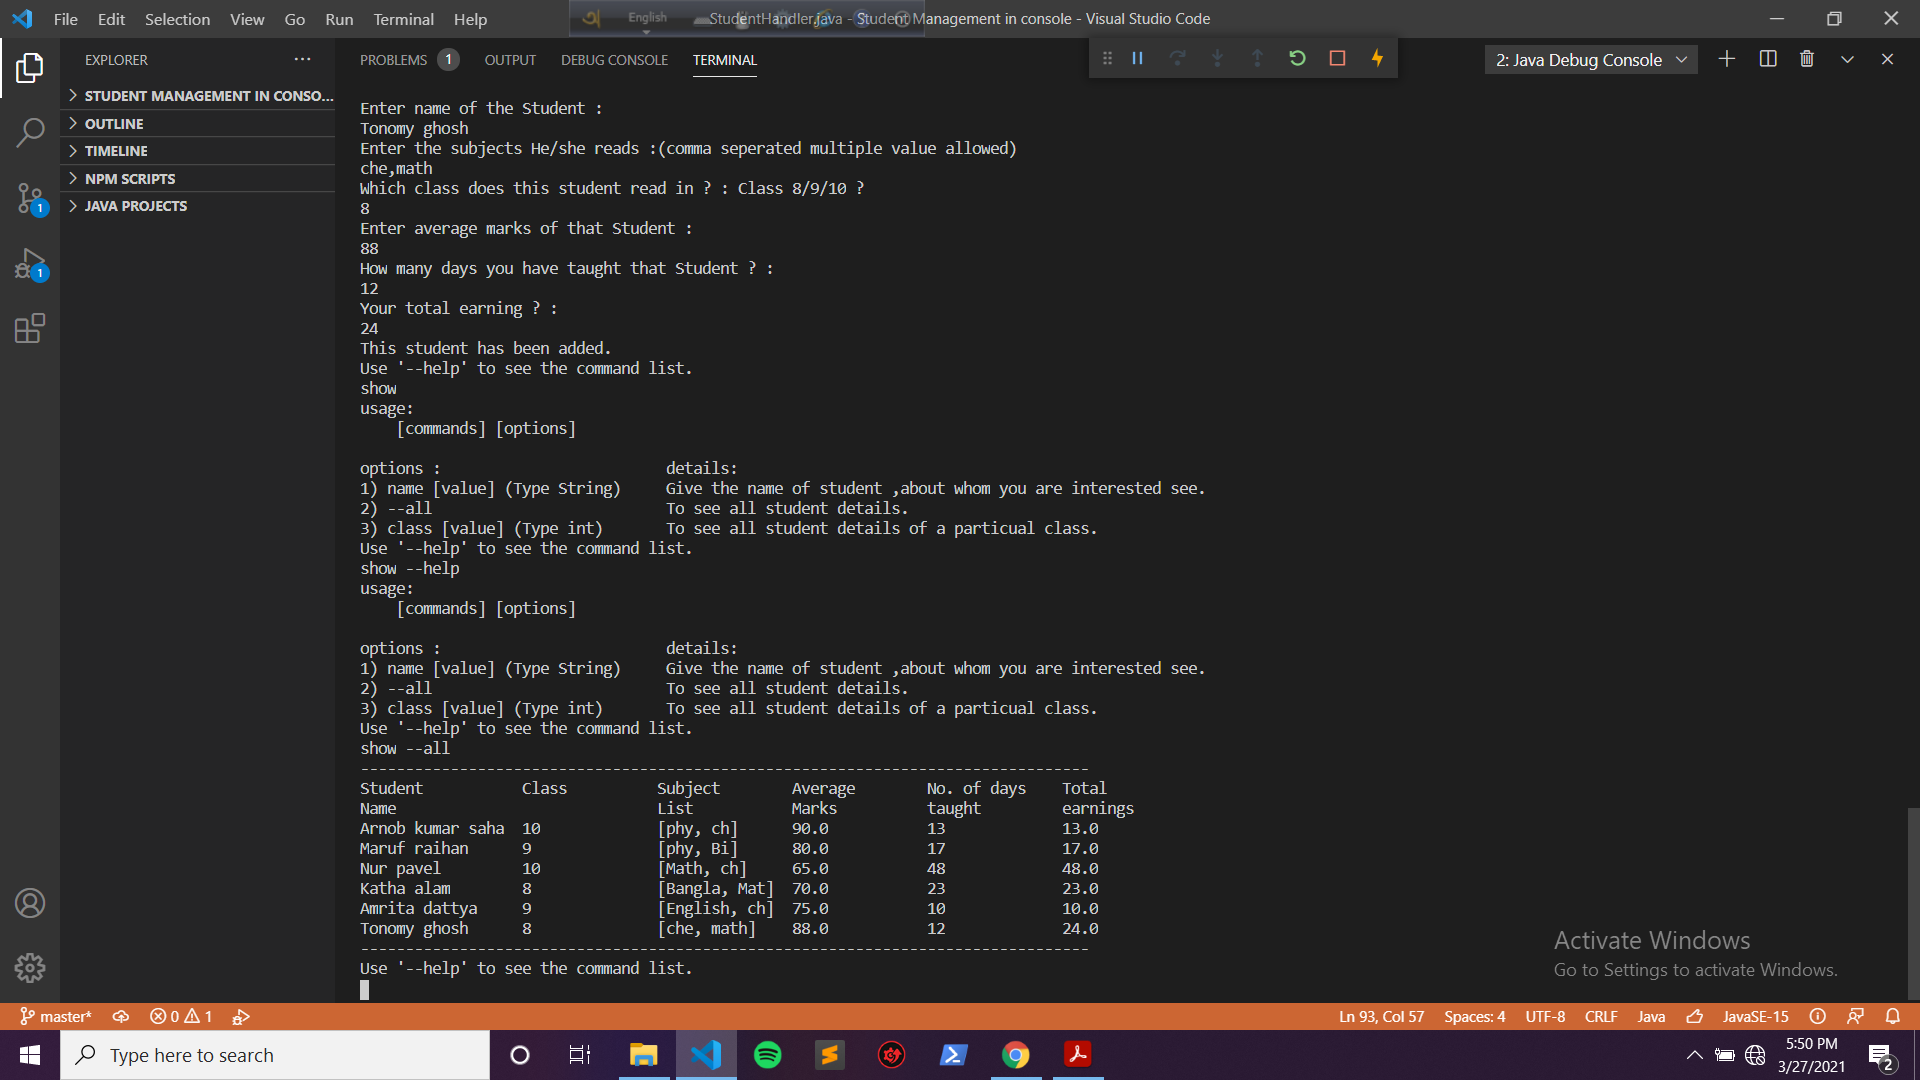 File Edit Selection View Go Run Terminal Help
English
StudentHandler.java - Student Management in console - Visual Studio Code
EXPLORER
STUDENT MANAGEMENT IN CONSO...
OUTLINE
TIMELINE
NPM SCRIPTS
JAVA PROJECTS
1
1
PROBLEMS 1 OUTPUT DEBUG CONSOLE TERMINAL
2: Java Debug Console
Enter name of the Student :
Tonomy ghosh
Enter the subjects He/she reads :(comma seperated multiple value allowed)
che,math
Which class does this student read in ? : Class 8/9/10 ?
8
Enter average marks of that Student :
88
How many days you have taught that Student ? :
12
Your total earning ? :
24
This student has been added.
Use '--help' to see the command list.
show
usage:
[commands] [options]
options : details:
1) name [value] (Type String) Give the name of student ,about whom you are interested see.
2) --all To see all student details.
3) class [value] (Type int) To see all student details of a particual class.
Use '--help' to see the command list.
show --help
usage:
[commands] [options]
options : details:
1) name [value] (Type String) Give the name of student ,about whom you are interested see.
2) --all To see all student details.
3) class [value] (Type int) To see all student details of a particual class.
Use '--help' to see the command list.
show --all
---------------------------------------------------------------------------------
Student Class Subject Average No. of days Total
Name List Marks taught earnings
Arnob kumar saha 10 [phy, ch] 90.0 13 13.0
Maruf raihan 9 [phy, Bi] 80.0 17 17.0
Nur pavel 10 [Math, ch] 65.0 48 48.0
Katha alam 8 [Bangla, Mat] 70.0 23 23.0
Amrita dattya 9 [English, ch] 75.0 10 10.0
Tonomy ghosh 8 [che, math] 88.0 12 24.0
---------------------------------------------------------------------------------
Use '--help' to see the command list.
Activate Windows
Go to Settings to activate Windows.
master* 0 1 Ln 93, Col 57 Spaces: 4 UTF-8 CRLF Java JavaSE-15
Type here to search
5:50 PM
3/27/2021
2